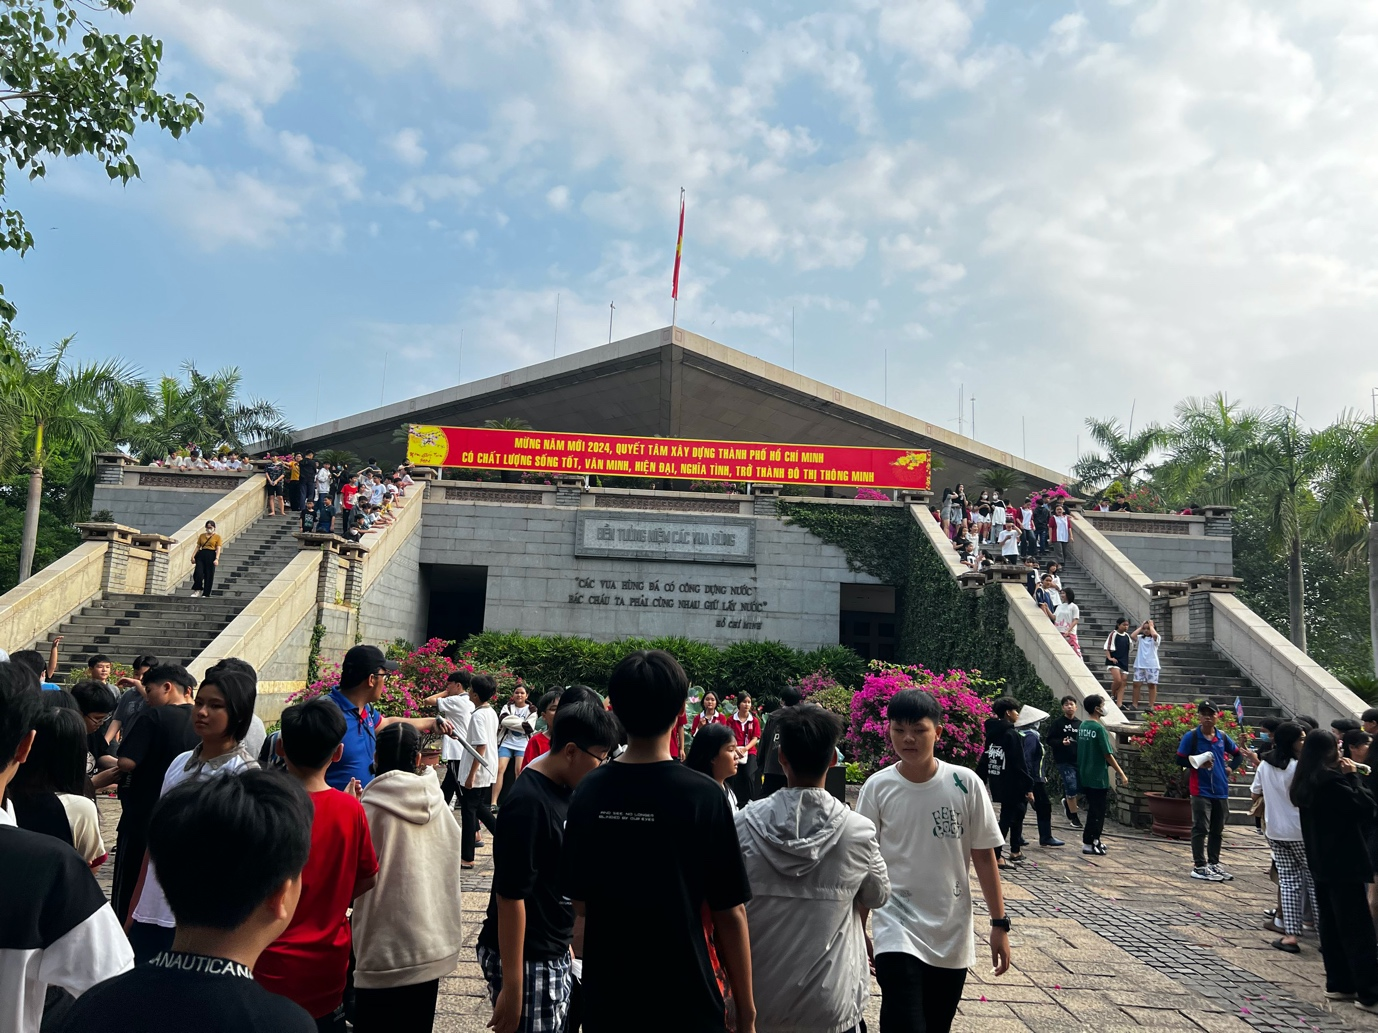 MỪNG NĂM MỚI 2024, QUYẾT TÂM XÂY DỰNG THÀNH PHỐ HỒ CHÍ MINH
CÓ CHẤT LƯỢNG SỐNG TỐT, VĂN MINH, HIỆN ĐẠI, NGHĨA TÌNH, TRỞ THÀNH ĐÔ THỊ THÔNG MINH
ĐỀN TƯỞNG NIỆM CÁC VUA HÙNG
"CÁC VUA HÙNG ĐÃ CÓ CÔNG DỰNG NƯỚC
BÁC CHÁU TA PHẢI CÙNG NHAU GIỮ LẤY NƯỚC"
HỒ CHÍ MINH
PSYCHO
NAUTICAN